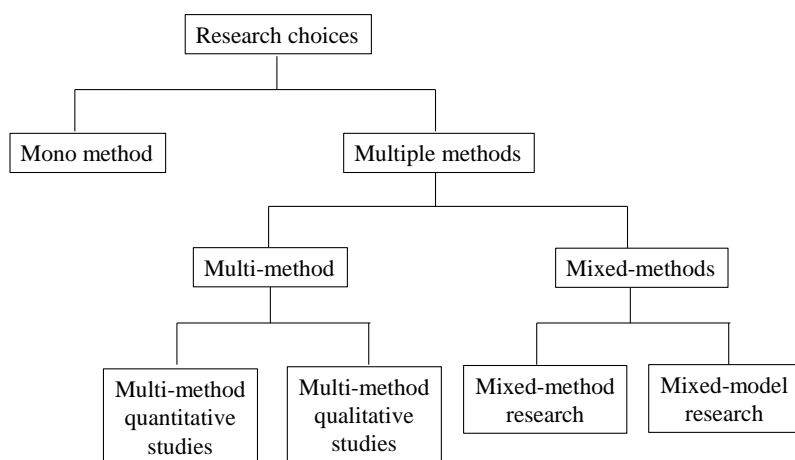 Research choices
Mono method
Multiple methods
Multi-method
Mixed-methods
Multi-method
quantitative
studies
Multi-method
qualitative
studies
Mixed-method
research
Mixed-model
research